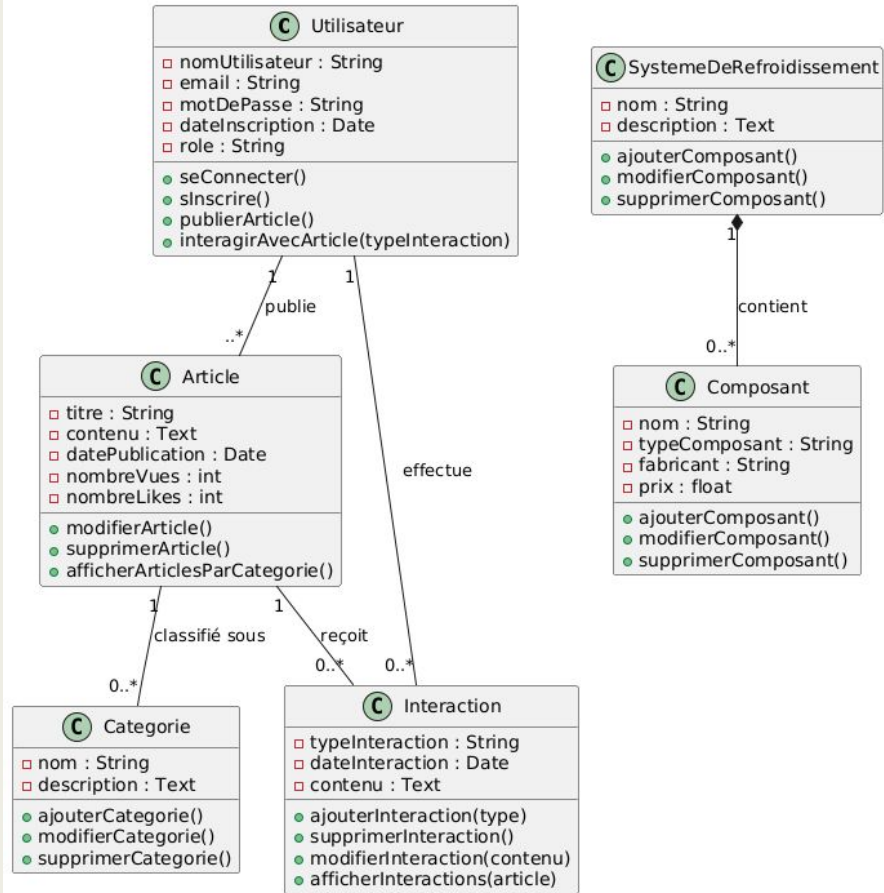 C Utilisateur
nomUtilisateur : String
email : String
motDePasse : String
dateInscription : Date
role : String
seConnecter()
sInscrire()
publierArticle()
interagirAvecArticle(typeInteraction)
C SystemeDeRefroidissement
nom : String
description : Text
ajouterComposant()
modifierComposant()
supprimerComposant()
1
1
1
publie
..*
contient
0..*
C Article
titre : String
contenu : Text
datePublication : Date
nombreVues : int
nombreLikes : int
modifierArticle()
supprimerArticle()
afficherArticlesParCategorie()
effectue
C Composant
nom : String
typeComposant : String
fabricant : String
prix : float
ajouterComposant()
modifierComposant()
supprimerComposant()
1
1
classifié sous
reçoit
0..*
0..*
0..*
C Categorie
nom : String
description : Text
ajouterCategorie()
modifierCategorie()
supprimerCategorie()
C Interaction
typeInteraction : String
dateInteraction : Date
contenu : Text
ajouterInteraction(type)
supprimerInteraction()
modifierInteraction(contenu)
afficherInteractions(article)